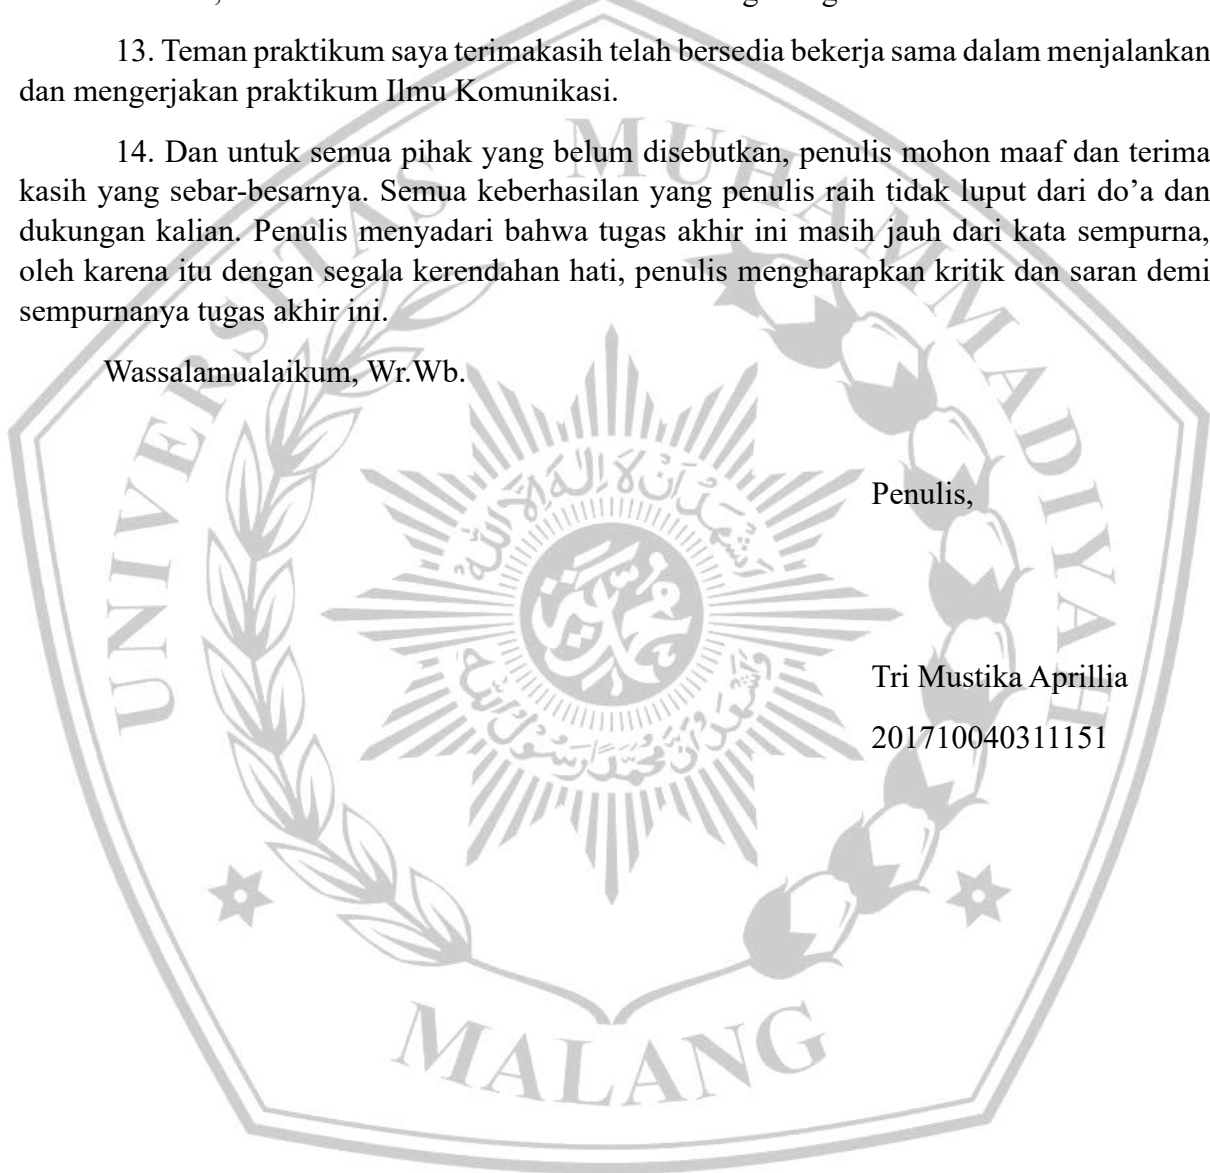 13. Teman praktikum saya terimakasih telah bersedia bekerja sama dalam menjalankan
dan mengerjakan praktikum Ilmu Komunikasi.
14. Dan untuk semua pihak yang belum disebutkan, penulis mohon maaf dan terima
kasih yang sebar-besarnya. Semua keberhasilan yang penulis raih tidak luput dari do’a dan
dukungan kalian. Penulis menyadari bahwa tugas akhir ini masih jauh dari kata sempurna,
oleh karena itu dengan segala kerendahan hati, penulis mengharapkan kritik dan saran demi
sempurnanya tugas akhir ini.
Wassalamualaikum, Wr.Wb.
Penulis,
Tri Mustika Aprillia
201710040311151
UNIVERSITAS MUHAMMADIYAH
MALANG